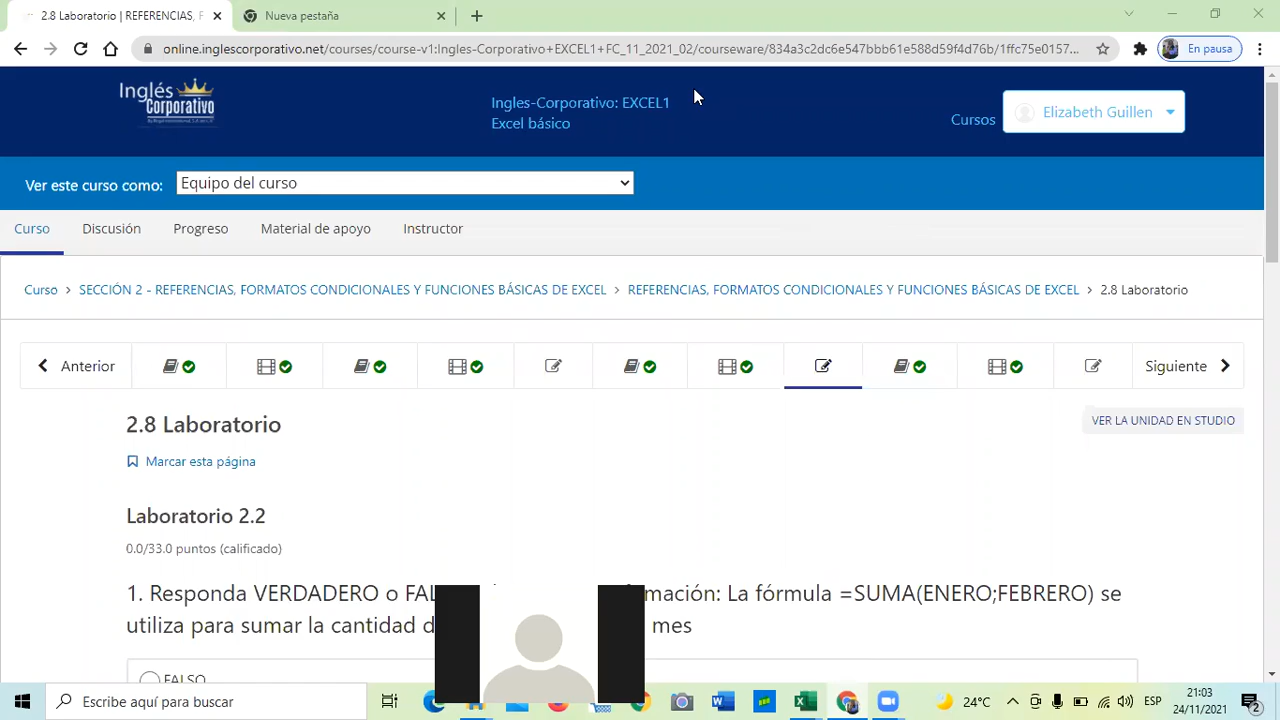 2.8 Laboratorio | REFERENCIAS, F
Nueva pestaña
online.inglescorporativo.net/courses/course-v1:Ingles-Corporativo+EXCEL1+FC_11_2021_02/courseware/834a3c2dc6e547bbb61e588d59f4d76b/1ffc75e0157...
En pausa
Inglés
Corporativo
Ingles-Corporativo: EXCEL1
Excel básico
Cursos
Elizabeth Guillen
Ver este curso como:
Equipo del curso
Curso
Discusión
Progreso
Material de apoyo
Instructor
Curso > SECCIÓN 2 - REFERENCIAS, FORMATOS CONDICIONALES Y FUNCIONES BÁSICAS DE EXCEL > REFERENCIAS, FORMATOS CONDICIONALES Y FUNCIONES BÁSICAS DE EXCEL > 2.8 Laboratorio
Anterior
Siguiente
2.8 Laboratorio
VER LA UNIDAD EN STUDIO
Marcar esta página
Laboratorio 2.2
0.0/33.0 puntos (calificado)
1. Responda VERDADERO o FAL mación: La fórmula =SUMA(ENERO;FEBRERO) se
utiliza para sumar la cantidad d mes
FALSO
Escribe aquí para buscar
24°C
ESP
21:03
24/11/2021
2